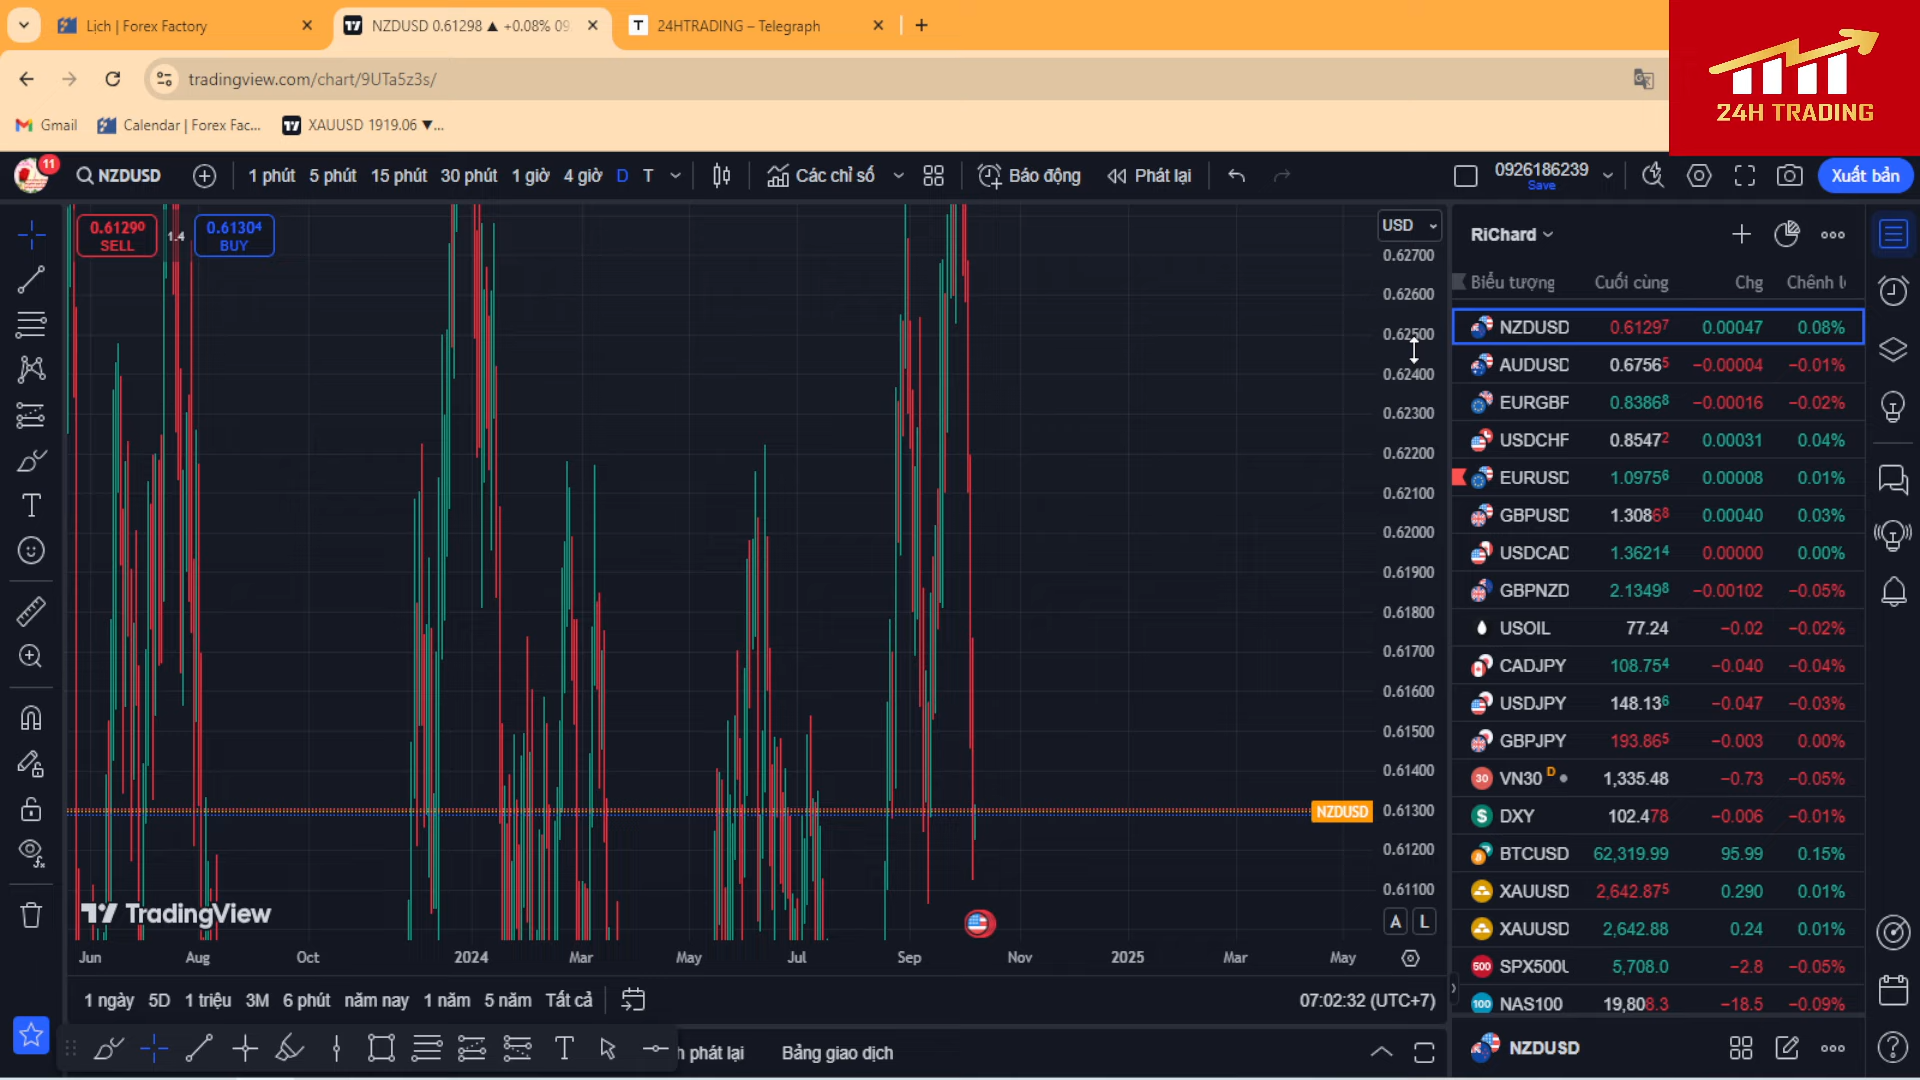 Lịch | Forex Factory
NZDUSD 0.61298 ▲ +0.08% 09
24HTRADING – Telegraph
tradingview.com/chart/9UTa5z3s/
Gmail
Calendar | Forex Fac...
XAUUSD 1919.06 ▼...
24H TRADING
11
NZDUSD
1 phút 5 phút 15 phút 30 phút 1 giờ 4 giờ D T
Các chỉ số
Báo động
Phát lại
0926186239
Save
Xuất bản
0.61290
SELL
1.4
0.61304
BUY
USD
0.62700
0.62600
0.62500
0.62400
0.62300
0.62200
0.62100
0.62000
0.61900
0.61800
0.61700
0.61600
0.61500
0.61400
NZDUSD 0.61300
0.61200
0.61100
A L
TradingView
Jun Aug Oct 2024 Mar May Jul Sep Nov 2025 Mar May
1 ngày 5D 1 triệu 3M 6 phút năm nay 1 năm 5 năm Tất cả
07:02:32 (UTC+7)
h phát lại
Bảng giao dịch
RiChard
Biểu tượng Cuối cùng Chg Chênh l
NZDUSD 0.61297 0.00047 0.08%
AUDUSD 0.67565 −0.00004 −0.01%
EURGBP 0.83868 −0.00016 −0.02%
USDCHF 0.85472 0.00031 0.04%
EURUSD 1.09756 0.00008 0.01%
GBPUSD 1.30868 0.00040 0.03%
USDCAD 1.36214 0.00000 0.00%
GBPNZD 2.13498 −0.00102 −0.05%
USOIL 77.24 −0.02 −0.02%
CADJPY 108.754 −0.040 −0.04%
USDJPY 148.136 −0.047 −0.03%
GBPJPY 193.865 −0.003 0.00%
30 VN30 D 1,335.48 −0.73 −0.05%
DXY 102.478 −0.006 −0.01%
BTCUSD 62,319.99 95.99 0.15%
XAUUSD 2,642.875 0.290 0.01%
XAUUSD 2,642.88 0.24 0.01%
500 SPX500U 5,708.0 −2.8 −0.05%
100 NAS100 19,808.3 −18.5 −0.09%
NZDUSD